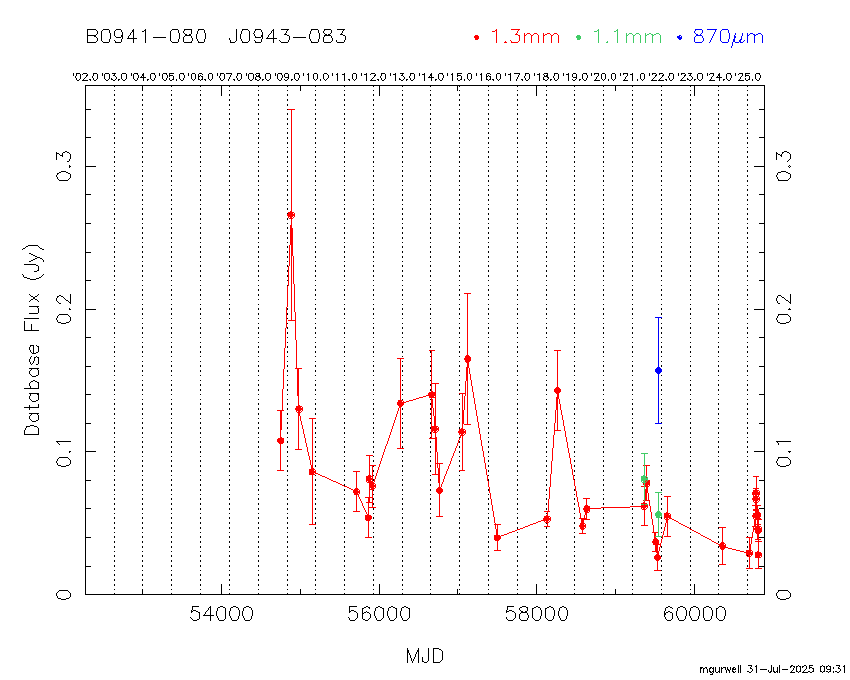 B0941-080 J0943-083 1.3mm 1.1mm 870μm
'02.0 '03.0 '04.0 '05.0 '06.0 '07.0 '08.0 '09.0 '10.0 '11.0 '12.0 '13.0 '14.0 '15.0 '16.0 '17.0 '18.0 '19.0 '20.0 '21.0 '22.0 '23.0 '24.0 '25.0
0.3 0.3
0.2 0.2
Database Flux (Jy)
0.1 0.1
0 0
54000 56000 58000 60000
MJD
mgurwell 31-Jul-2025 09:31